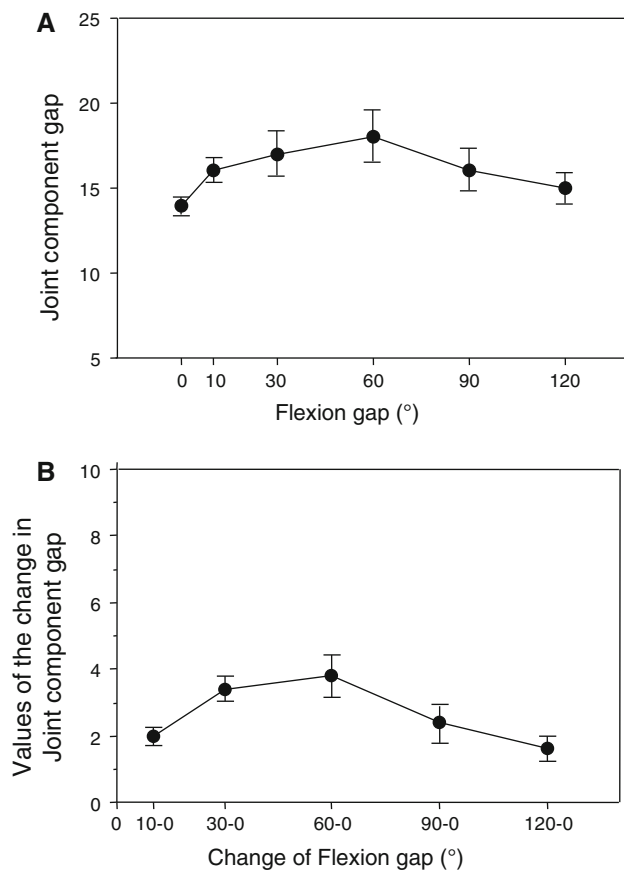 A
25
20
15
10
5
Joint component gap
0 10 30 60 90 120
Flexion gap (°)
B
10
8
6
4
2
0
Values of the change in
Joint component gap
0 10-0 30-0 60-0 90-0 120-0
Change of Flexion gap (°)